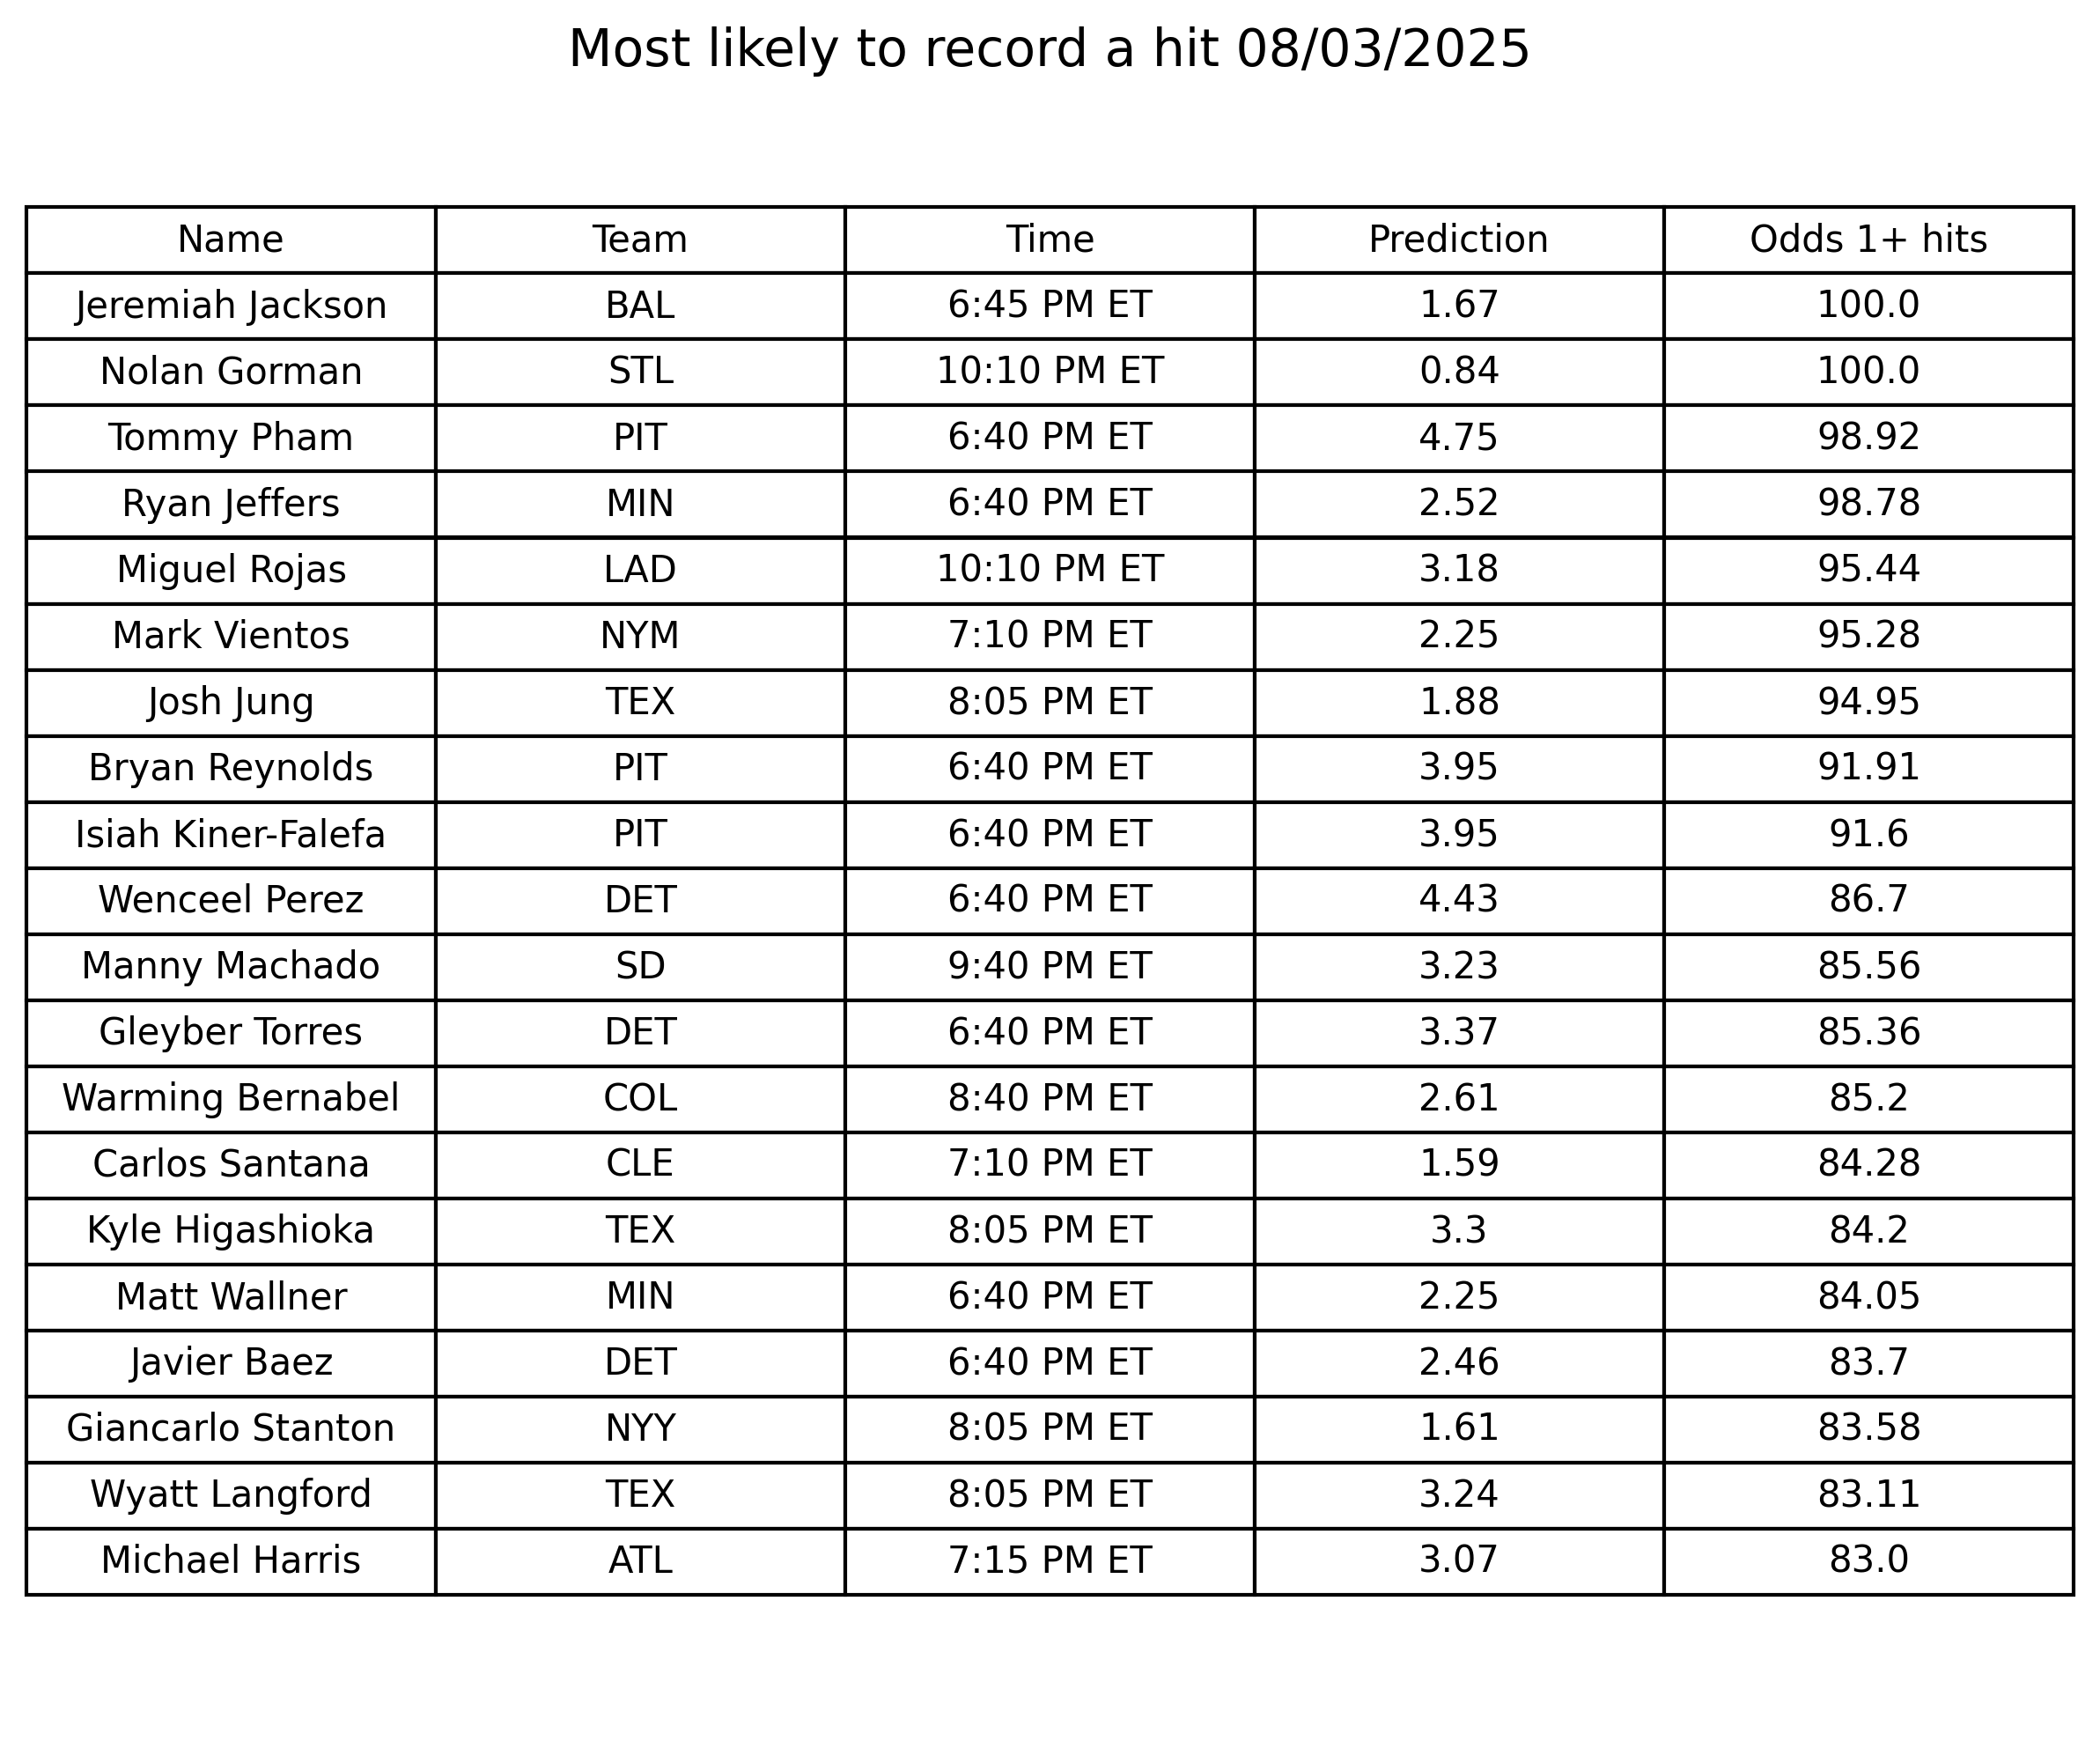 Most likely to record a hit 08/03/2025
Name Team Time Prediction Odds 1+ hits
Jeremiah Jackson BAL 6:45 PM ET 1.67 100.0
Nolan Gorman STL 10:10 PM ET 0.84 100.0
Tommy Pham PIT 6:40 PM ET 4.75 98.92
Ryan Jeffers MIN 6:40 PM ET 2.52 98.78
Miguel Rojas LAD 10:10 PM ET 3.18 95.44
Mark Vientos NYM 7:10 PM ET 2.25 95.28
Josh Jung TEX 8:05 PM ET 1.88 94.95
Bryan Reynolds PIT 6:40 PM ET 3.95 91.91
Isiah Kiner-Falefa PIT 6:40 PM ET 3.95 91.6
Wenceel Perez DET 6:40 PM ET 4.43 86.7
Manny Machado SD 9:40 PM ET 3.23 85.56
Gleyber Torres DET 6:40 PM ET 3.37 85.36
Warming Bernabel COL 8:40 PM ET 2.61 85.2
Carlos Santana CLE 7:10 PM ET 1.59 84.28
Kyle Higashioka TEX 8:05 PM ET 3.3 84.2
Matt Wallner MIN 6:40 PM ET 2.25 84.05
Javier Baez DET 6:40 PM ET 2.46 83.7
Giancarlo Stanton NYY 8:05 PM ET 1.61 83.58
Wyatt Langford TEX 8:05 PM ET 3.24 83.11
Michael Harris ATL 7:15 PM ET 3.07 83.0